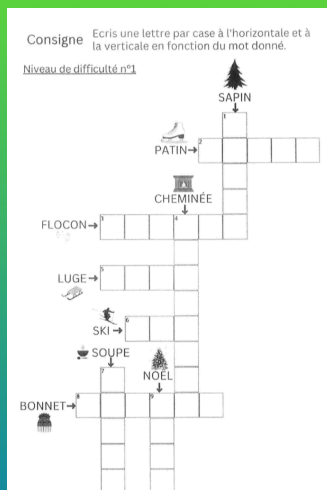 Consigne
Ecris une lettre par case à l'horizontale et à
la verticale en fonction du mot donné.
Niveau de difficulté n°1
SAPIN
1
2
PATIN
CHEMINÉE
FLOCON
3
4
LUGE
5
6
SKI
SOUPE
7
NOËL
BONNET
8
9